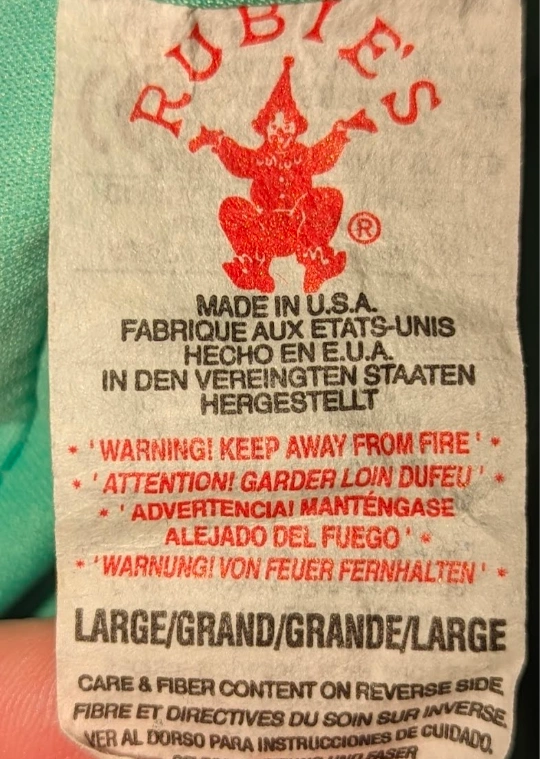 RUBIE'S
®
MADE IN U.S.A.
FABRIQUE AUX ETATS-UNIS
HECHO EN E.U.A.
IN DEN VEREINGTEN STAATEN
HERGESTELLT
* 'WARNING! KEEP AWAY FROM FIRE' *
* 'ATTENTION! GARDER LOIN DUFEU' *
* 'ADVERTENCIA! MANTÉNGASE
ALEJADO DEL FUEGO' *
* 'WARNUNG! VON FEUER FERNHALTEN' *
LARGE/GRAND/GRANDE/LARGE
CARE & FIBER CONTENT ON REVERSE SIDE
FIBRE ET DIRECTIVES DU SOIN SUR INVERSE
VER AL DORSO PARA INSTRUCCIONES DE CUIDADO,